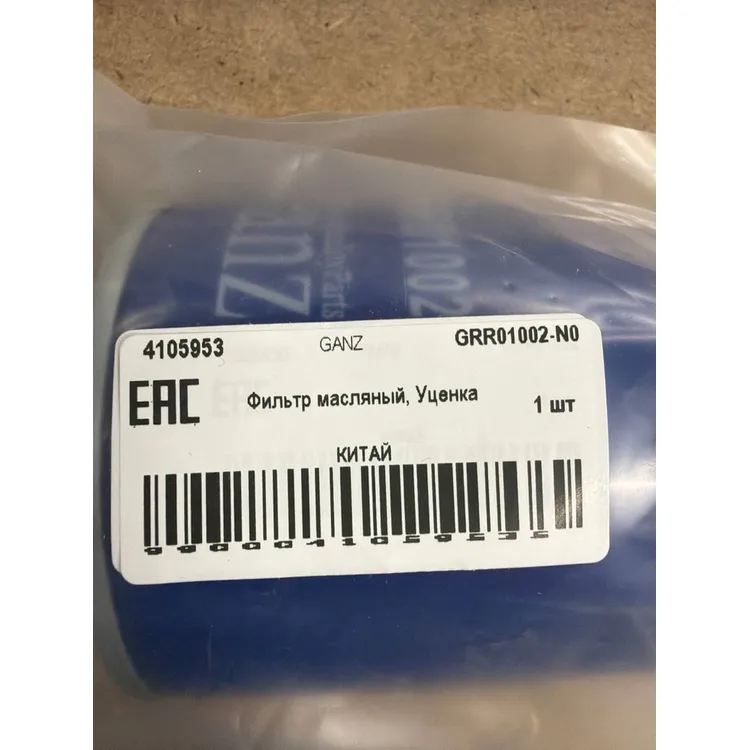 4105953 GANZ GRR01002-N0
EAC Фильтр масляный, Уценка 1 шт
КИТАЙ